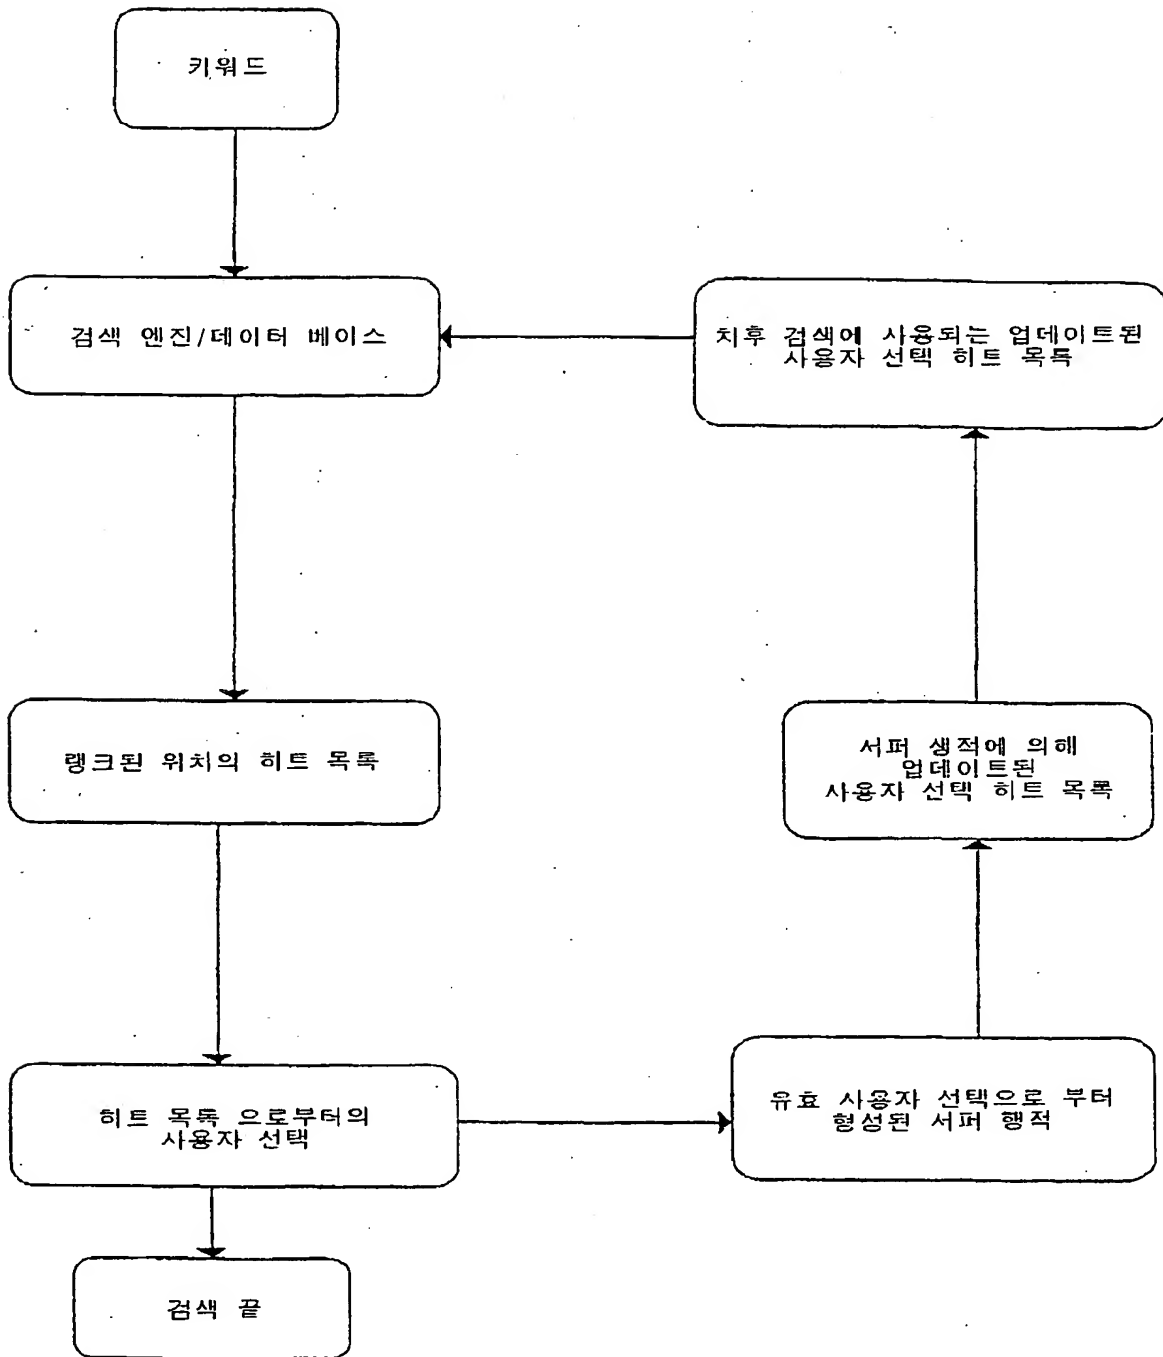 키워드
검색 엔진/데이터 베이스
치후 검색에 사용되는 업데이트된
사용자 선택 히트 목록
랭크된 위치의 히트 목록
서퍼 생적에 의해
업데이트된
사용자 선택 히트 목록
히트 목록 으로부터의
사용자 선택
유효 사용자 선택으로 부터
형성된 서퍼 행적
검색 끝